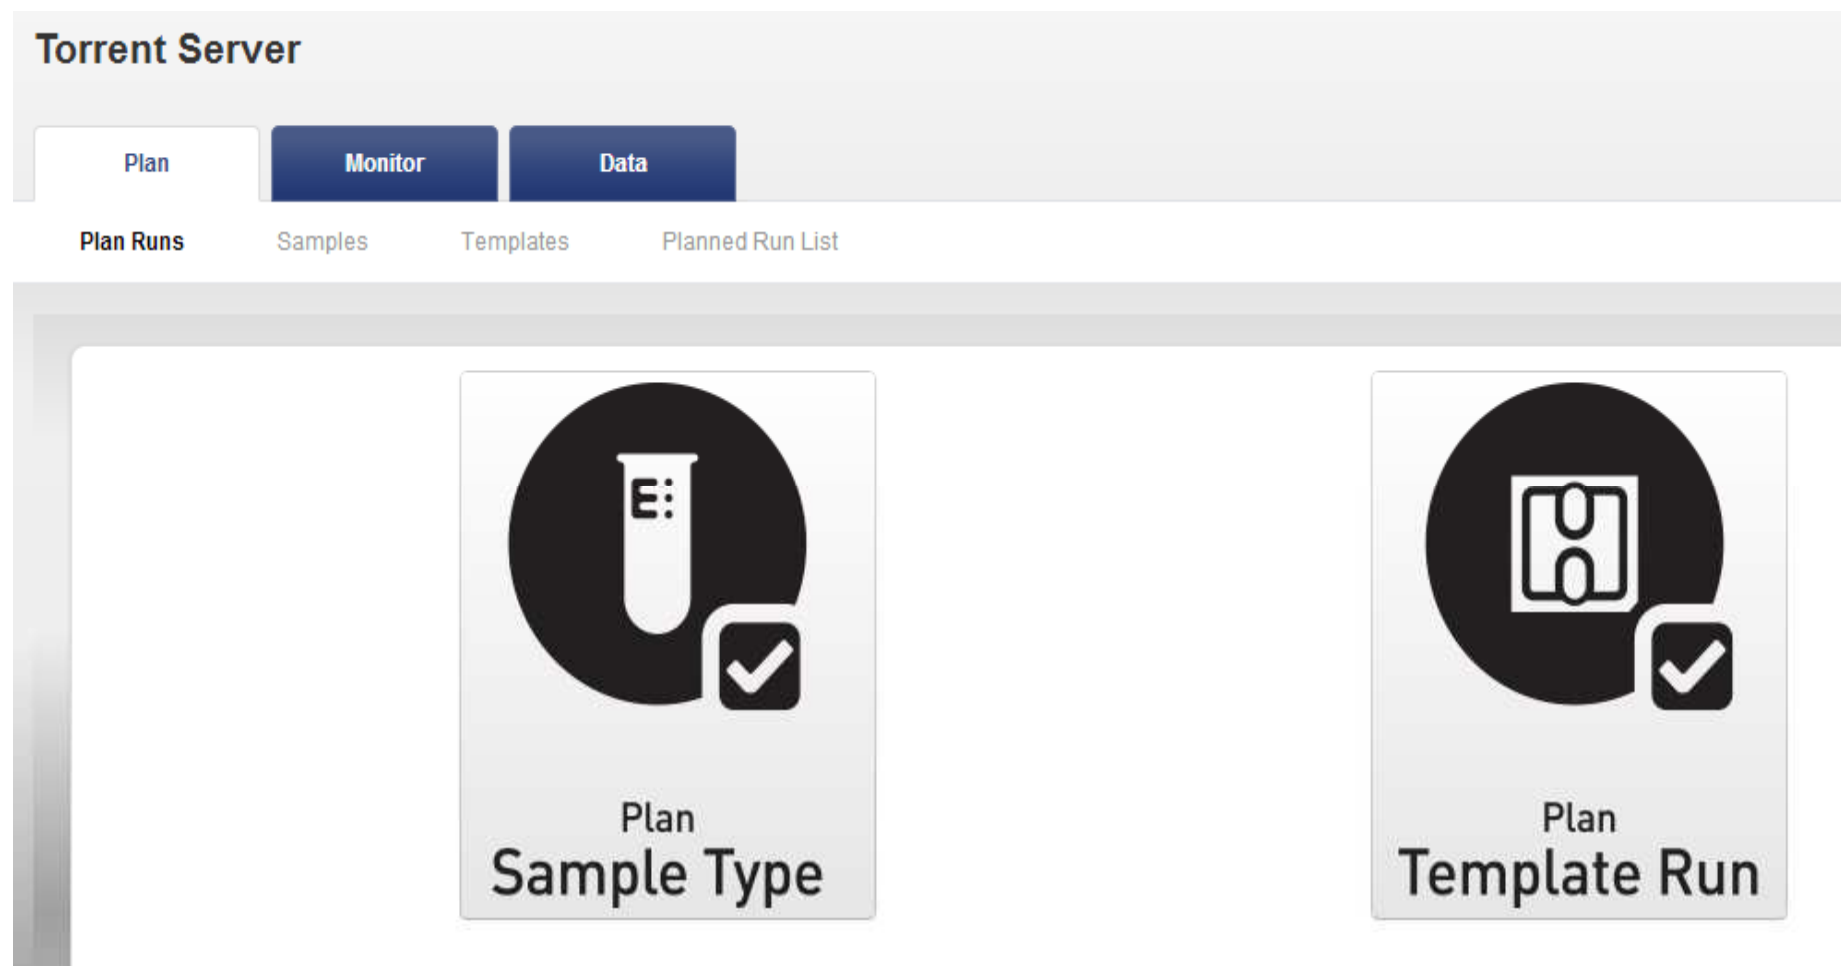 Torrent Server
Plan Monitor Data
Plan Runs Samples Templates Planned Run List
Plan
Sample Type
Plan
Template Run